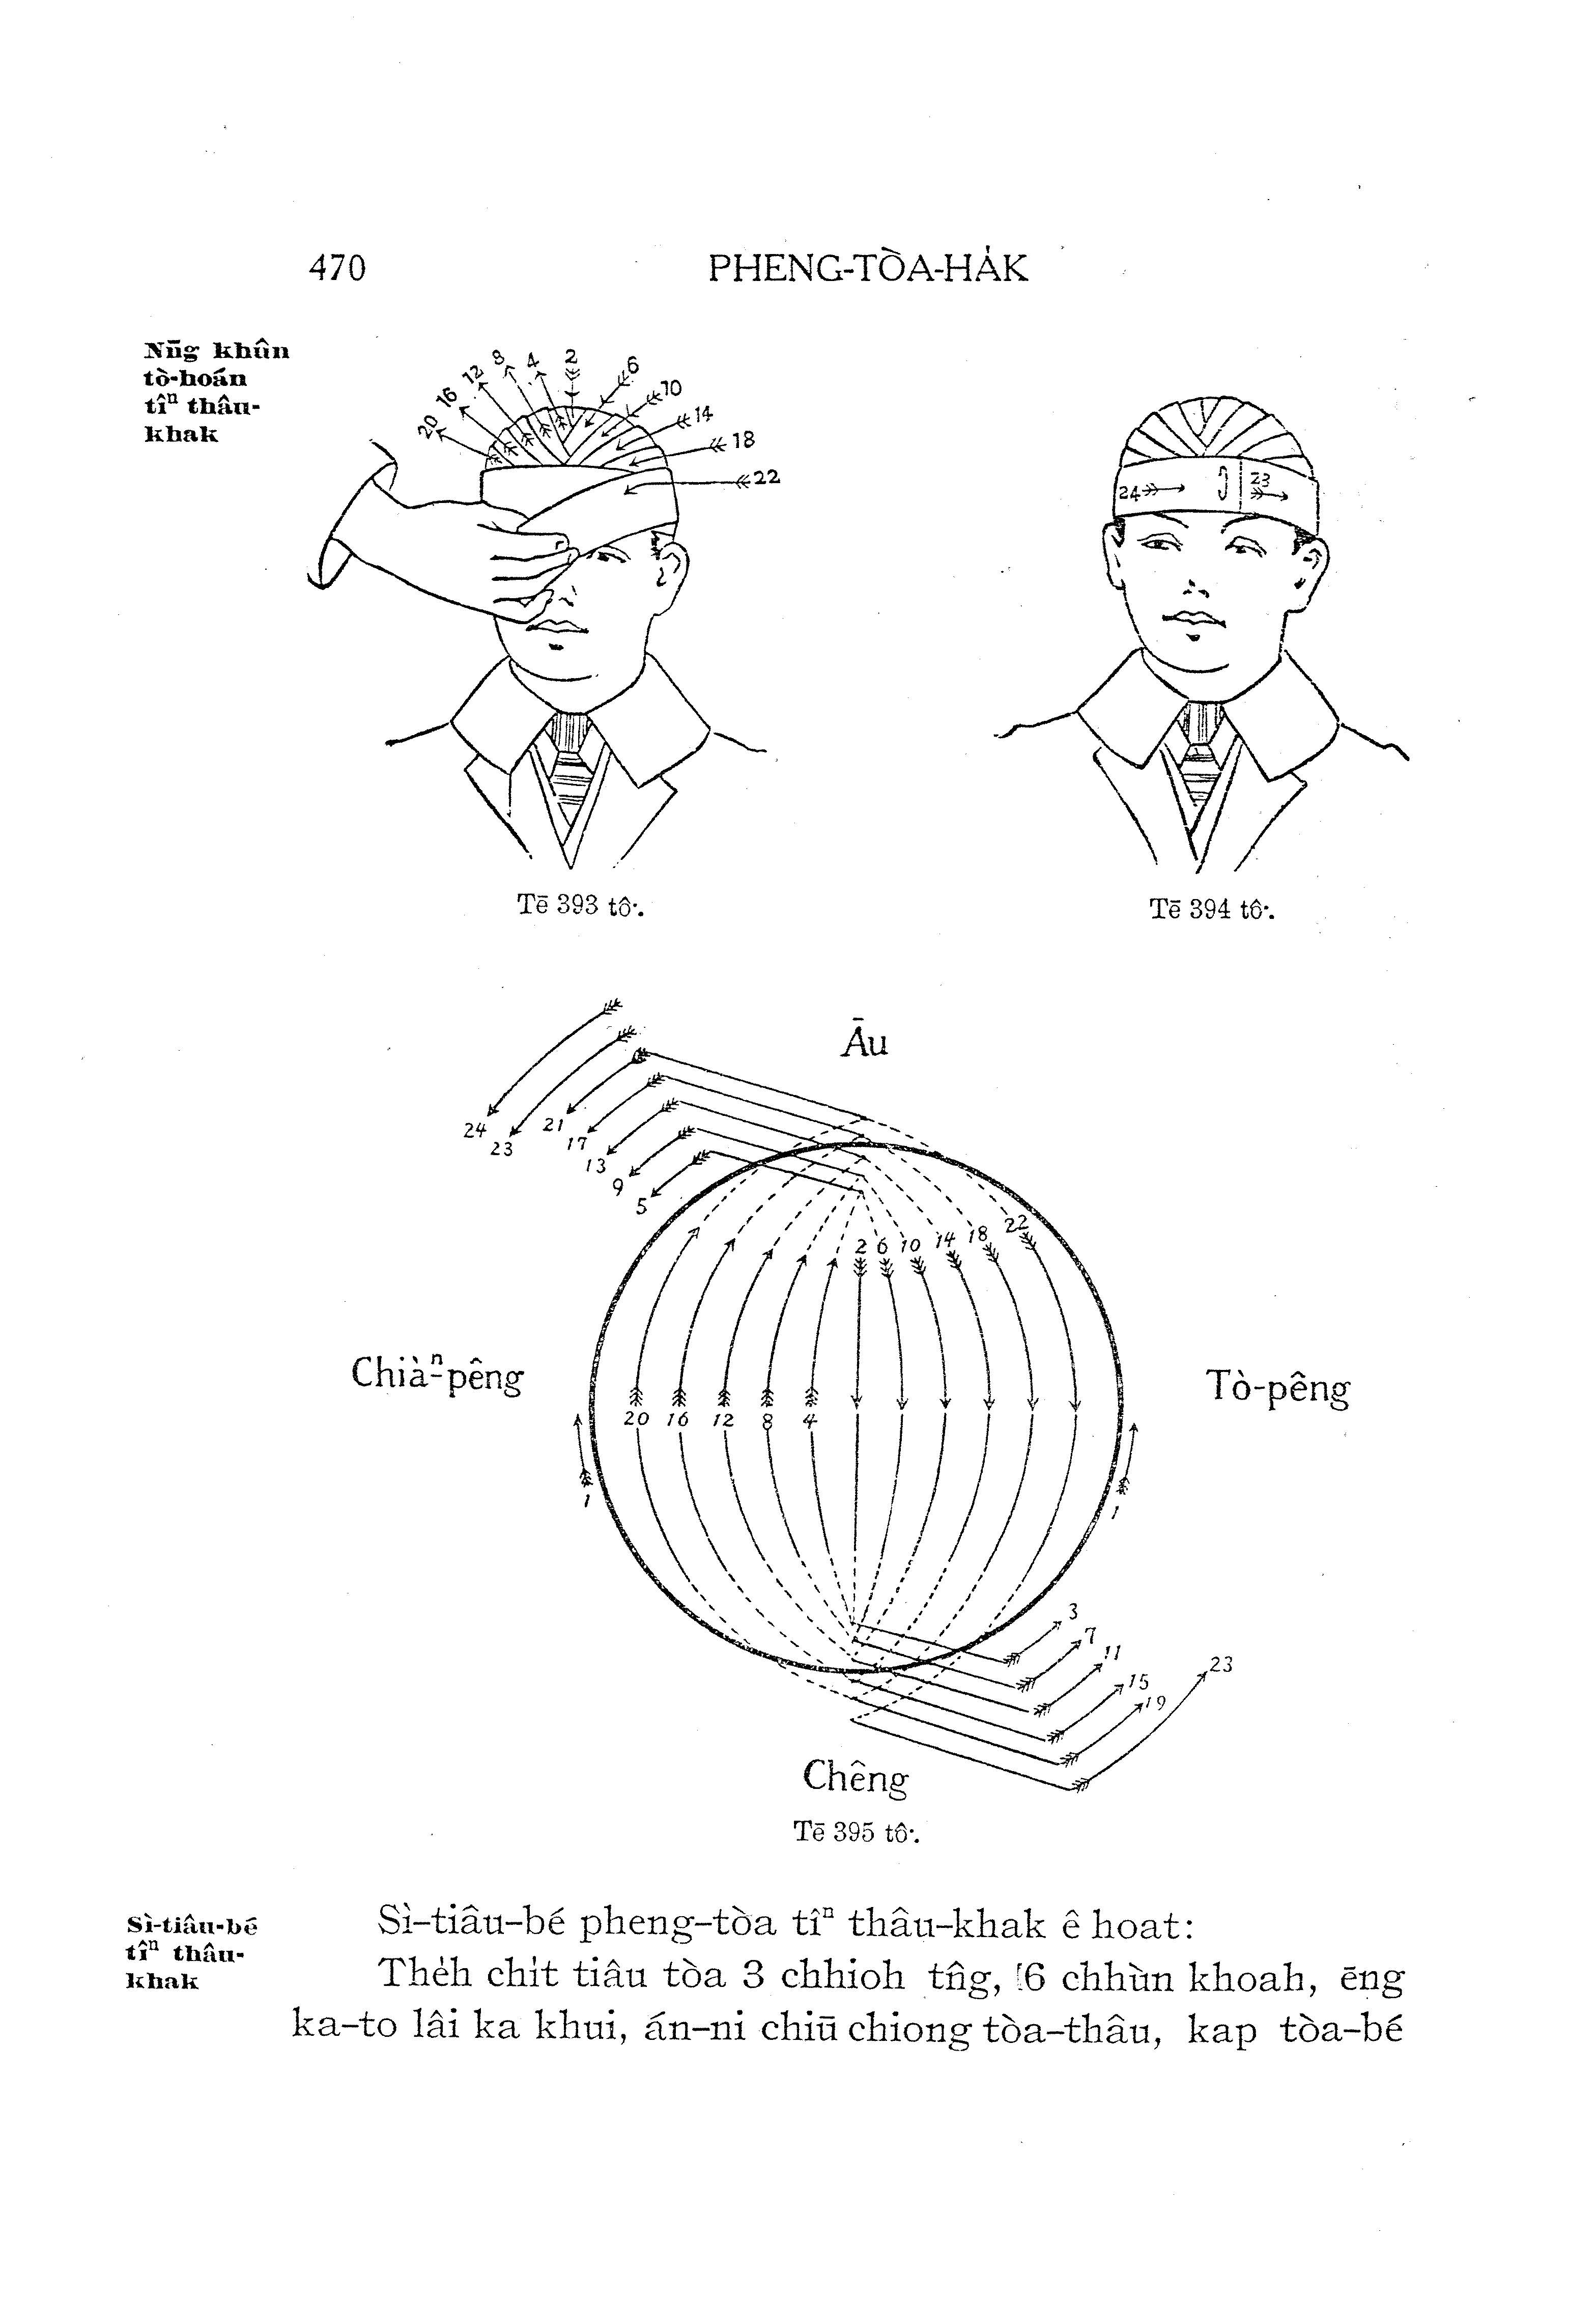 470
PHENG-TÒA-HA̍K
Nn̄g khûn
tò-hoán
tîⁿ thâu-
khak
20
16
12
8
4
2
6
10
14
18
22
24
23
Tē 393 tô͘.
Tē 394 tô͘.
Āu
24
23
21
17
13
9
5
2 6 10 14 18 22
Chiàⁿ-pêng
Tò-pêng
20 16 12 8 4
1
1
3
7
11
15
19
23
Chêng
Tē 395 tô͘.
Sì-tiâu-bé
tîⁿ thâu-
khak
Sì-tiâu-bé pheng-tòa tîⁿ thâu-khak ê hoat:
The̍h chi̍t tiâu tòa 3 chhioh tn̂g, 6 chhùn khoah, ēng
ka-to lâi ka khui, án-ni chiū chiong tòa-thâu, kap tòa-bé